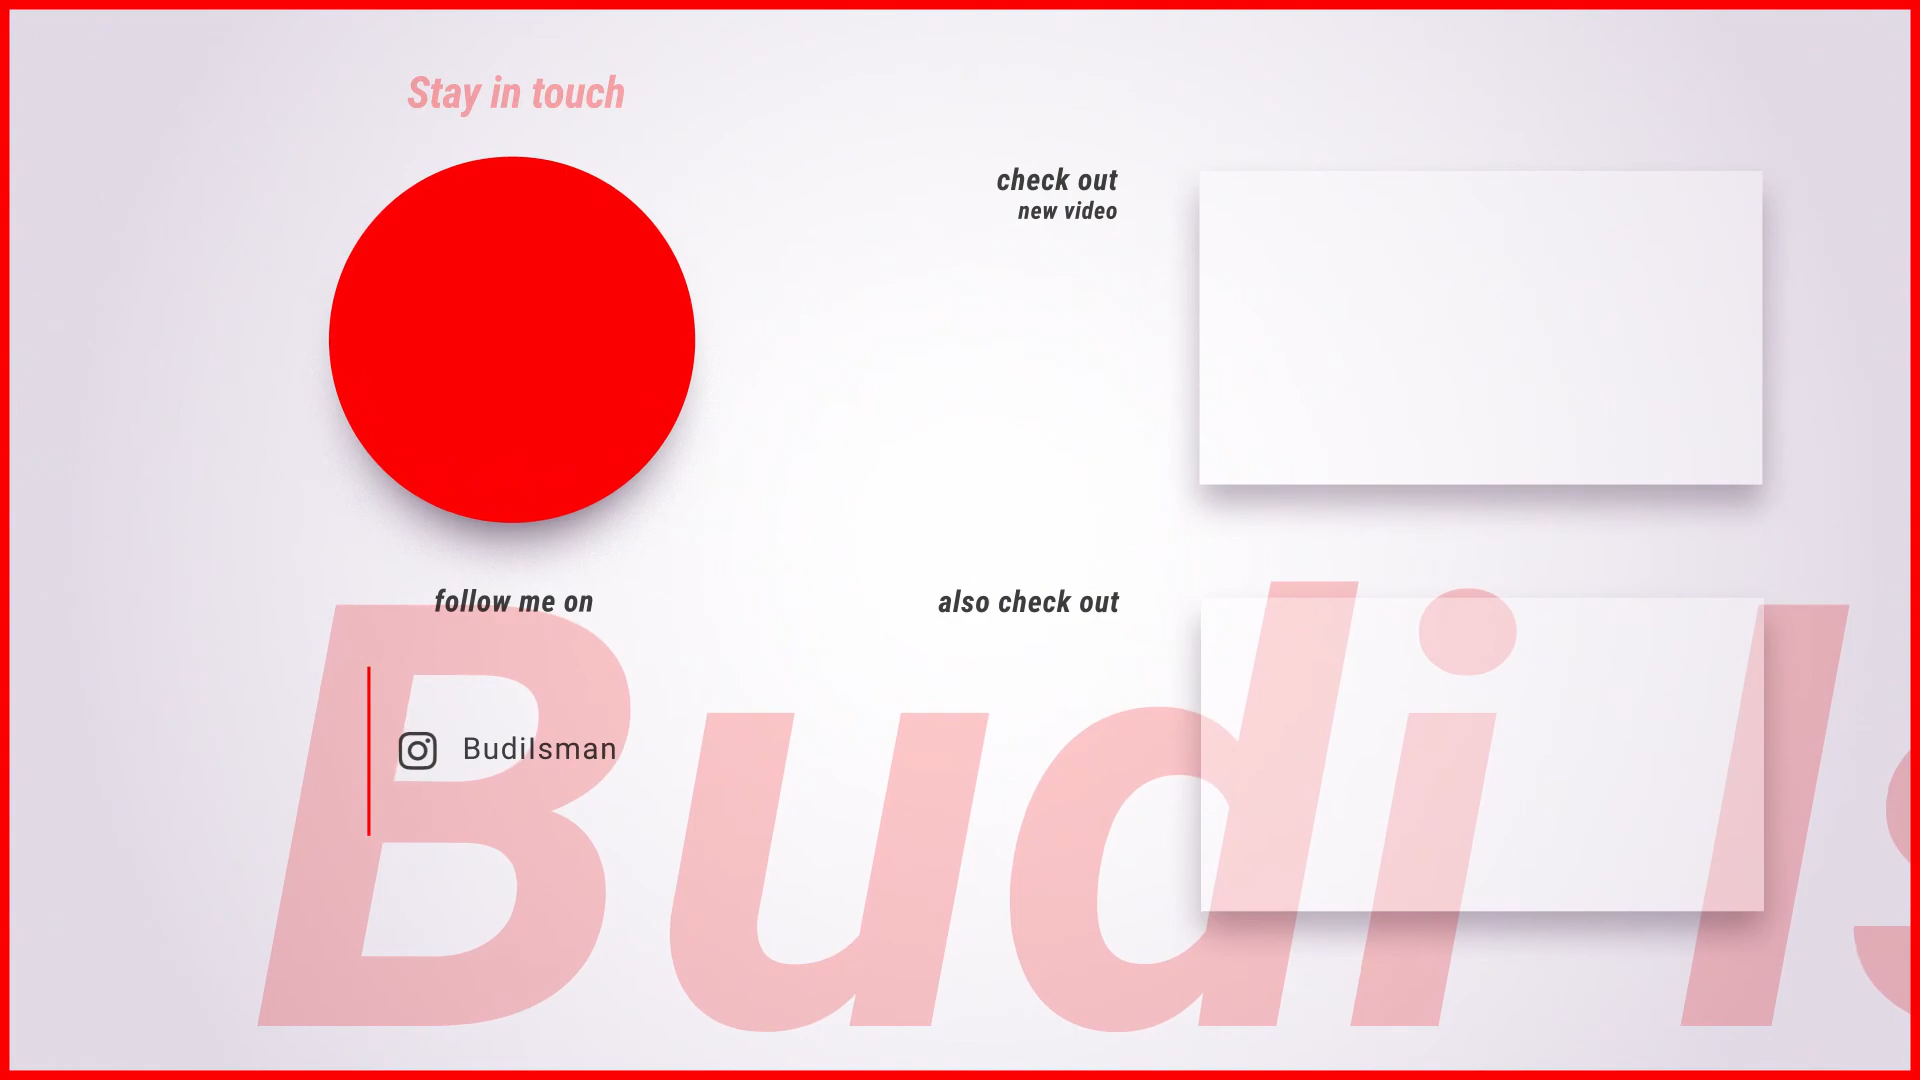 Stay in touch
check out
new video
follow me on
also check out
BudiIsman
Budi Is